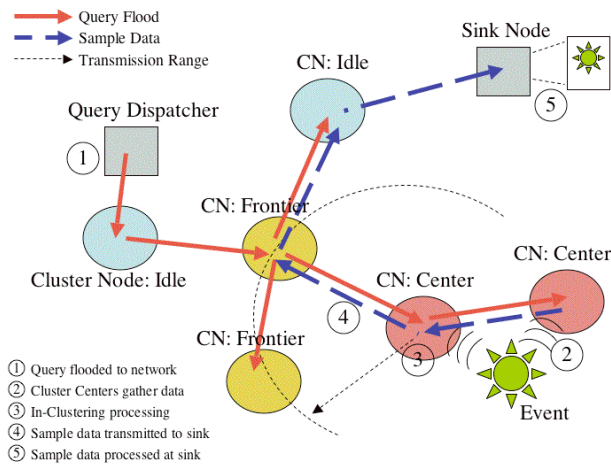 Query Flood
Sample Data
Transmission Range
Sink Node
CN: Idle
5
Query Dispatcher
1
CN: Frontier
CN: Center
Cluster Node: Idle
CN: Center
4
CN: Frontier
3
2
Event
1 Query flooded to network
2 Cluster Centers gather data
3 In-Clustering processing
4 Sample data transmitted to sink
5 Sample data processed at sink